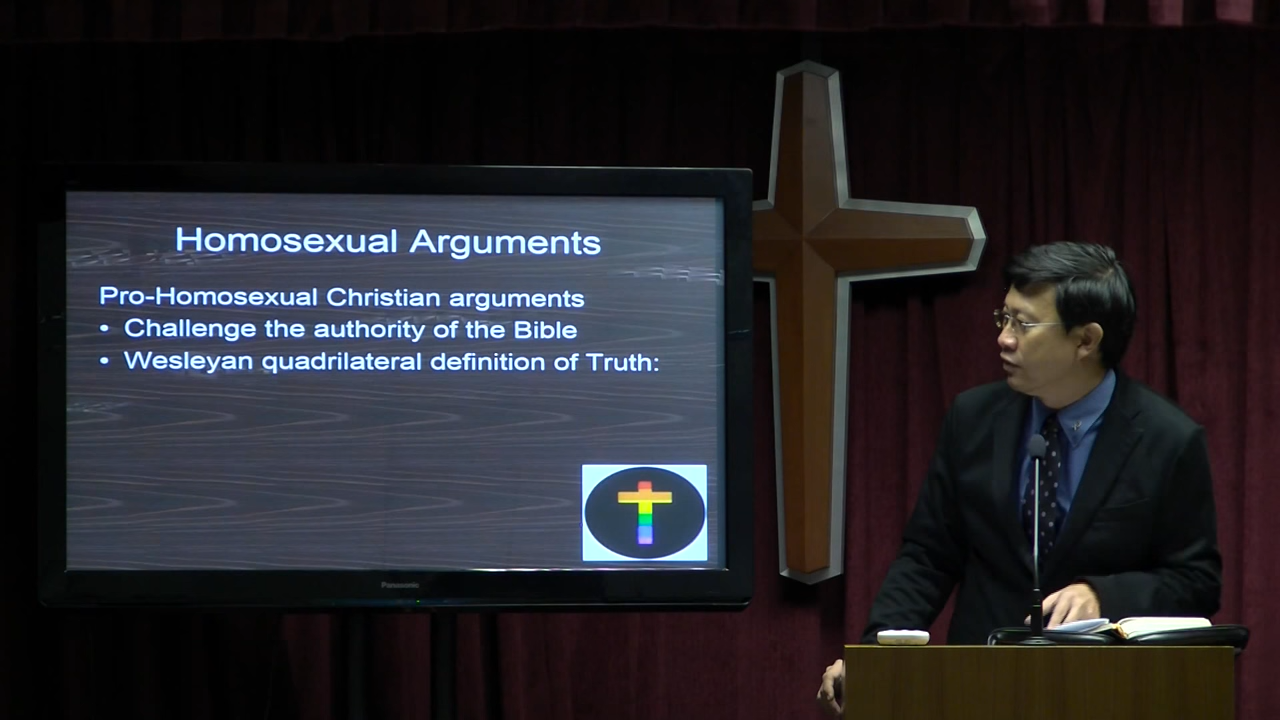 Homosexual Arguments
Pro-Homosexual Christian arguments
• Challenge the authority of the Bible
• Wesleyan quadrilateral definition of Truth:
Panasonic